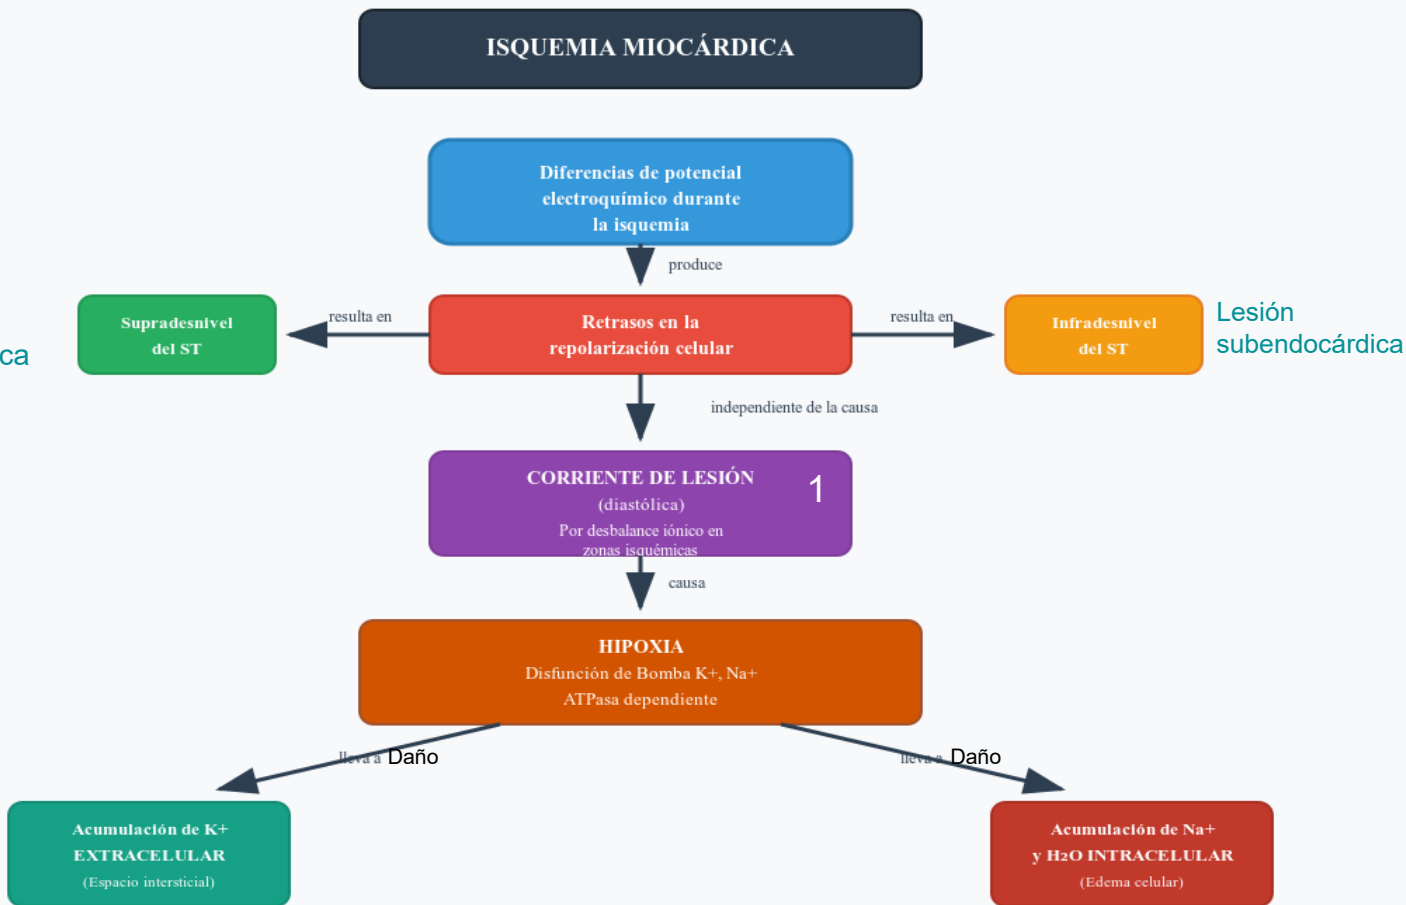 ISQUEMIA MIOCÁRDICA
Diferencias de potencial
electroquímico durante
la isquemia
produce
ca
Supradesnivel
del ST
resulta en
Retrasos en la
repolarización celular
resulta en
Infradesnivel
del ST
Lesión
subendocárdica
independiente de la causa
CORRIENTE DE LESIÓN
1
(diastólica)
Por desbalance iónico en
zonas isquémicas
causa
HIPOXIA
Disfunción de Bomba K+, Na+
ATPasa dependiente
lleva a Daño
lleva a Daño
Acumulación de K+
EXTRACELULAR
(Espacio intersticial)
Acumulación de Na+
y H2O INTRACELULAR
(Edema celular)